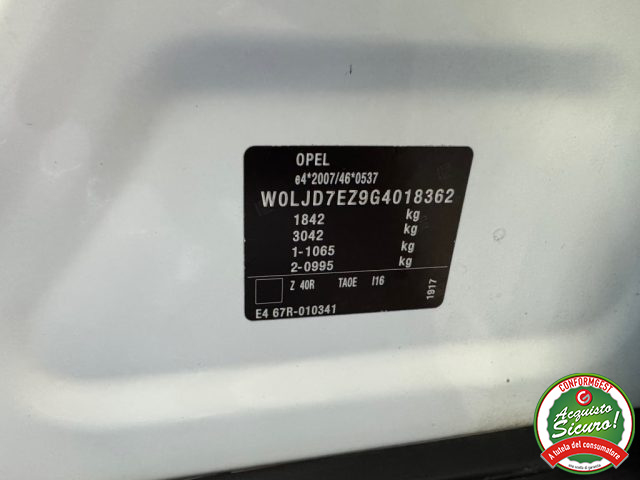 OPEL
e4*2007/46*0537
W0LJD7EZ9G4018362
1842 kg
3042 kg
1-1065 kg
2-0995 kg
Z 40R TA0E I16
1917
E4 67R-010341
CONFORMGEST
Acquisto
Sicuro!
A tutela del consumatore